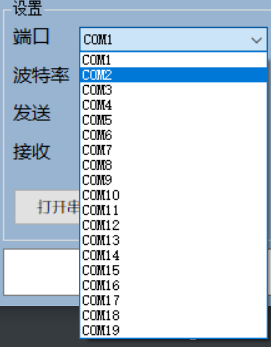 设置
端口
COM1
COM1
COM2
波特率
COM3
COM4
发送
COM5
COM6
COM7
接收
COM8
COM9
COM10
打开串
COM11
COM12
COM13
COM14
COM15
COM16
COM17
COM18
COM19